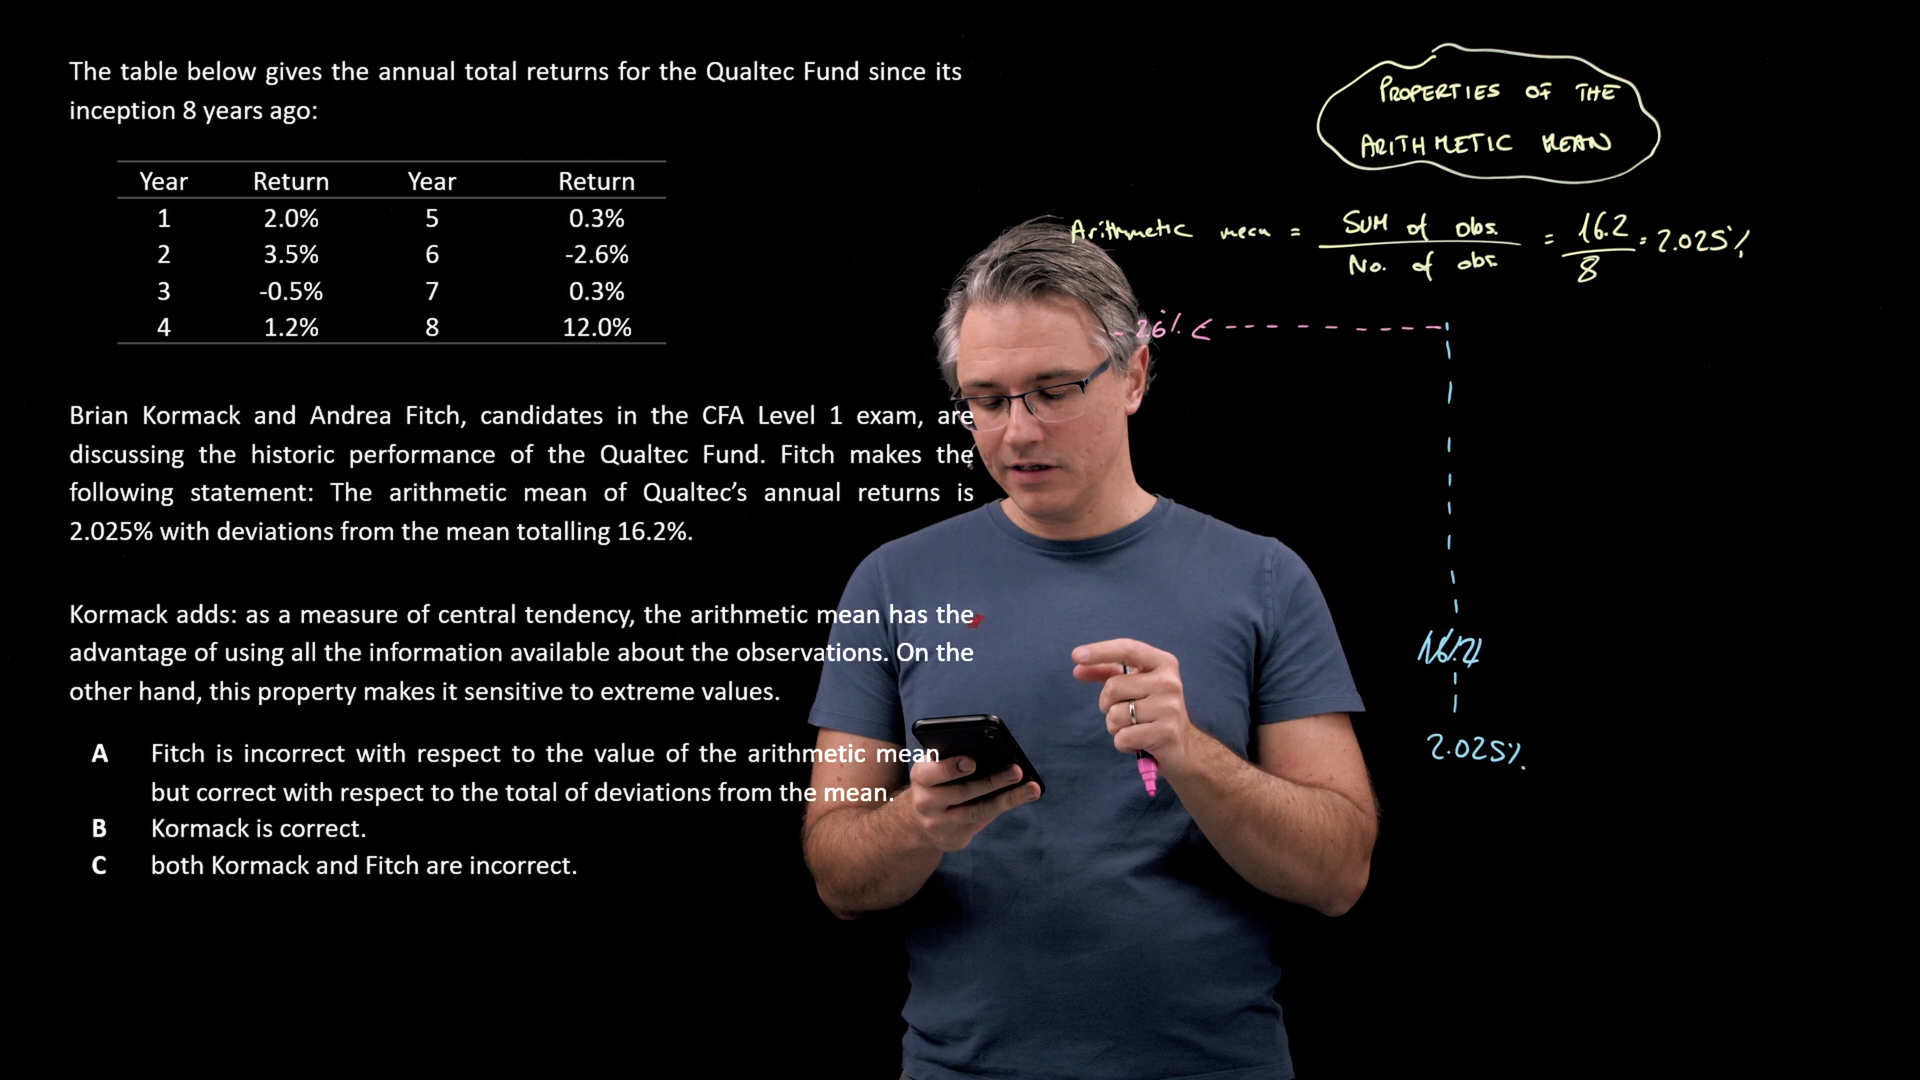 The table below gives the annual total returns for the Qualtec Fund since its
inception 8 years ago:
Year Return Year Return
1 2.0% 5 0.3%
2 3.5% 6 -2.6%
3 -0.5% 7 0.3%
4 1.2% 8 12.0%
Brian Kormack and Andrea Fitch, candidates in the CFA Level 1 exam, are
discussing the historic performance of the Qualtec Fund. Fitch makes the
following statement: The arithmetic mean of Qualtec’s annual returns is
2.025% with deviations from the mean totalling 16.2%.
Kormack adds: as a measure of central tendency, the arithmetic mean has the
advantage of using all the information available about the observations. On the
other hand, this property makes it sensitive to extreme values.
A Fitch is incorrect with respect to the value of the arithmetic mean
but correct with respect to the total of deviations from the mean.
B Kormack is correct.
C both Kormack and Fitch are incorrect.
PROPERTIES OF THE
ARITHMETIC MEAN
Arithmetic mean = SUM of obs. / No. of obs. = 16.2 / 8 = 2.025%
-2.6%
2.025%